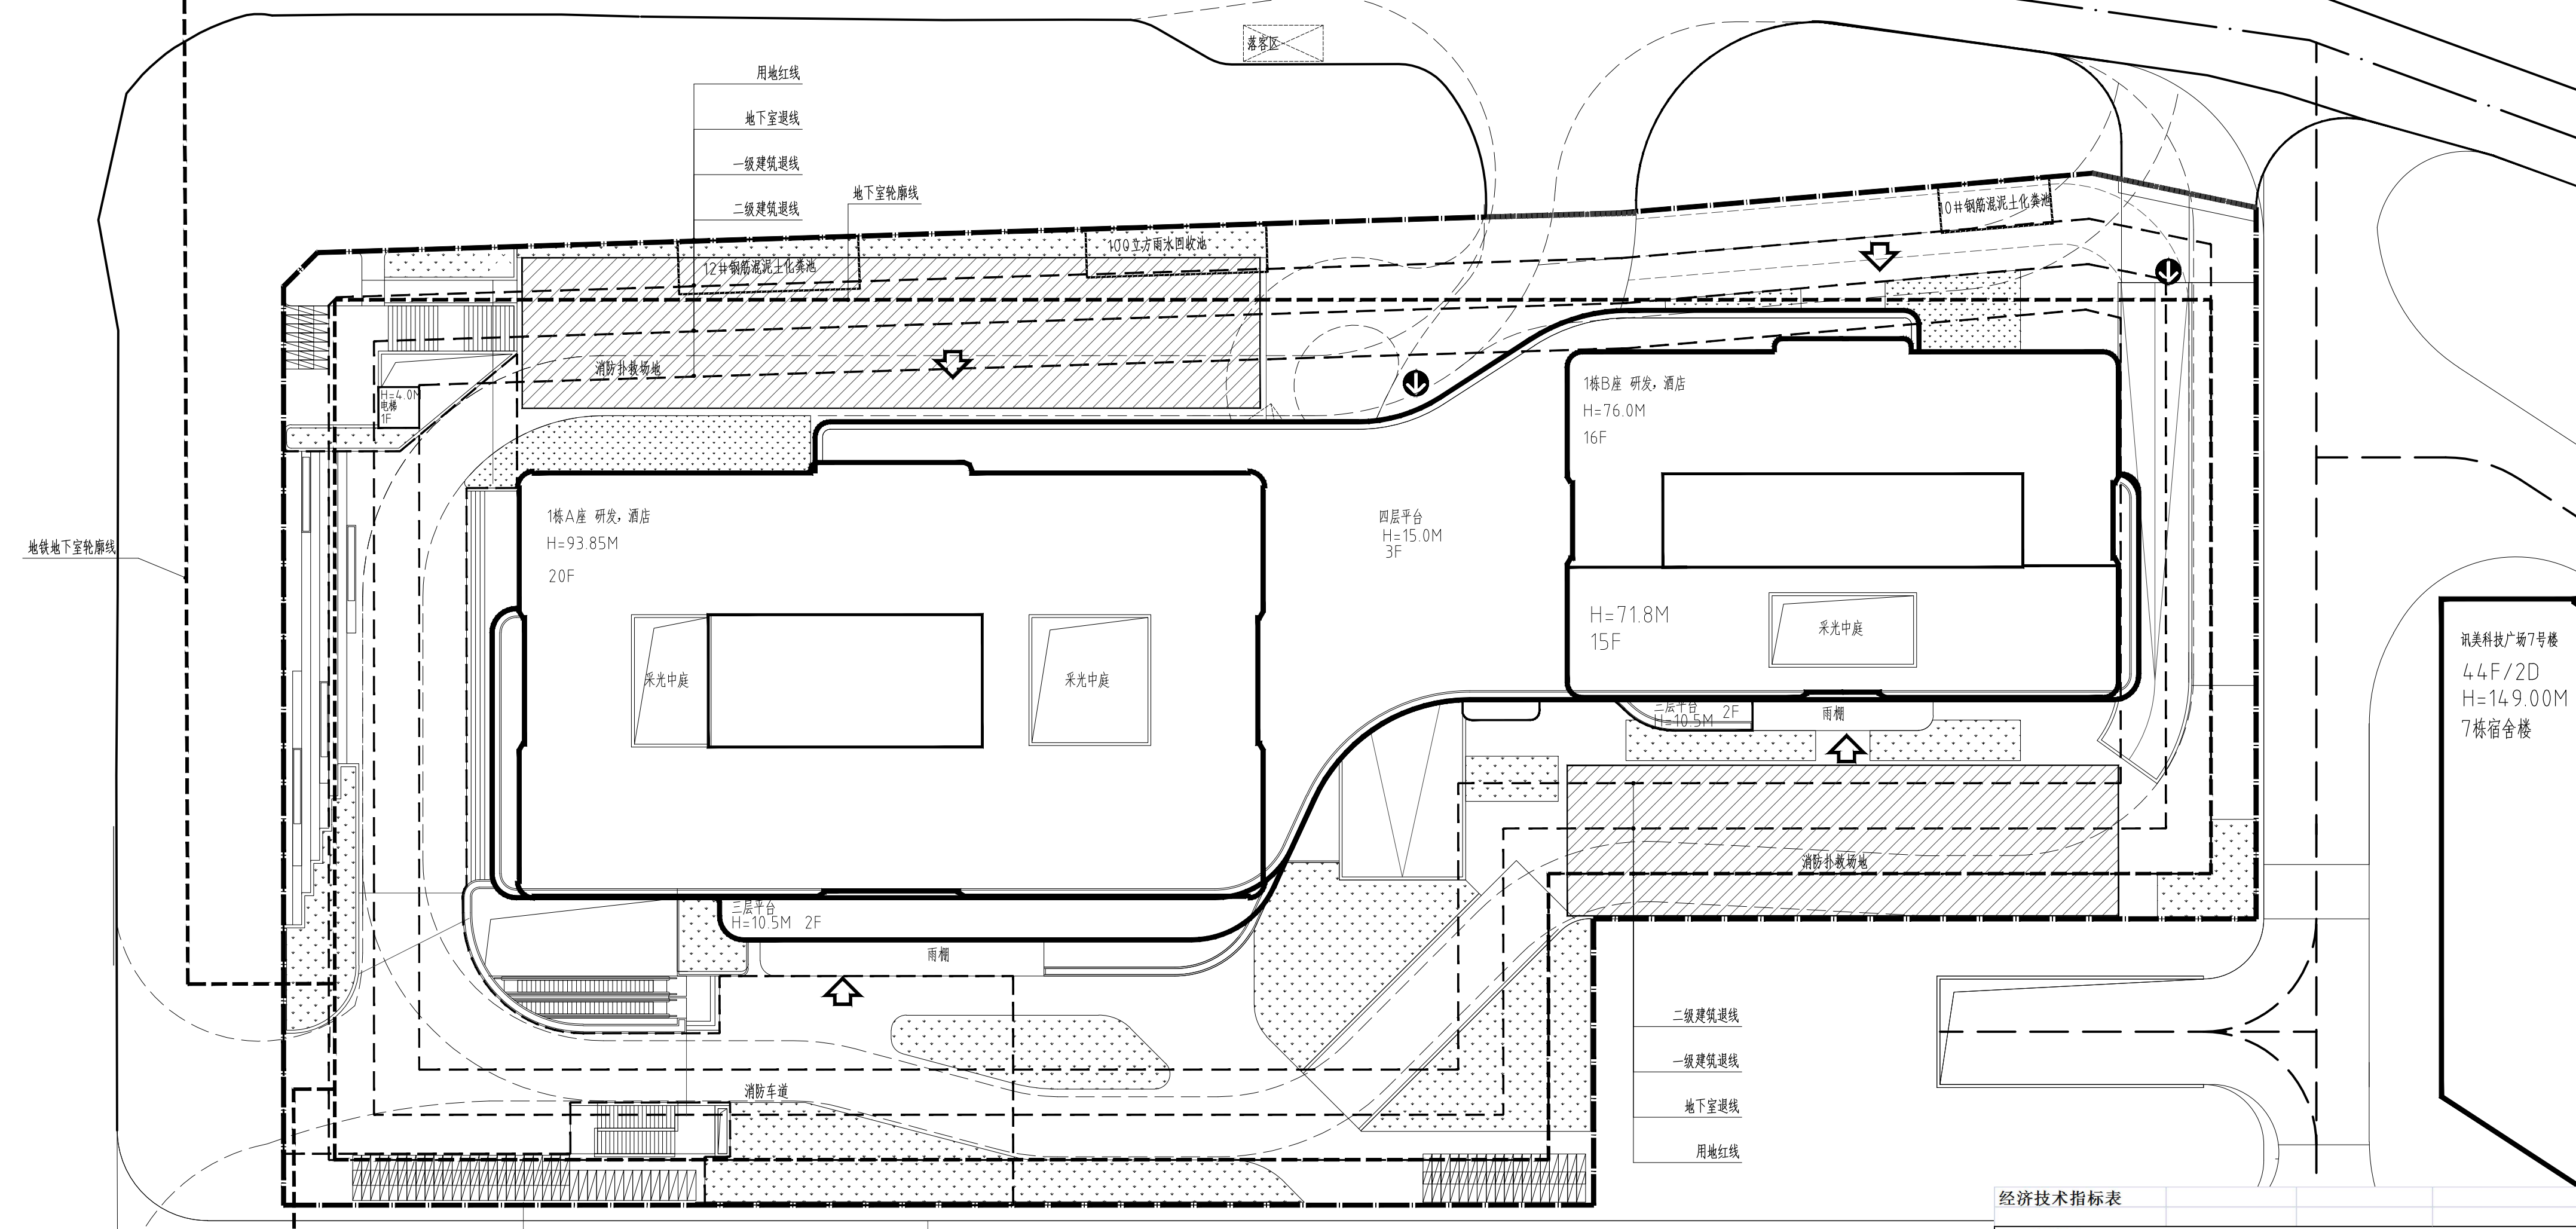 落客区
用地红线
地下室退线
一级建筑退线
二级建筑退线
地下室轮廓线
10#钢筋混泥土化粪池
100立方雨水回收池
12#钢筋混泥土化粪池
消防扑救场地
H=4.0M
电梯
1F
1栋B座 研发,酒店
H=76.0M
16F
1栋A座 研发,酒店
H=93.85M
20F
四层平台
H=15.0M
3F
地铁地下室轮廓线
H=71.8M
15F
采光中庭
采光中庭
采光中庭
讯美科技广场7号楼
44F/2D
H=149.00M
7栋宿舍楼
三层平台
H=10.5M 2F
雨棚
消防扑救场地
三层平台
H=10.5M 2F
雨棚
二级建筑退线
一级建筑退线
地下室退线
用地红线
消防车道
经济技术指标表